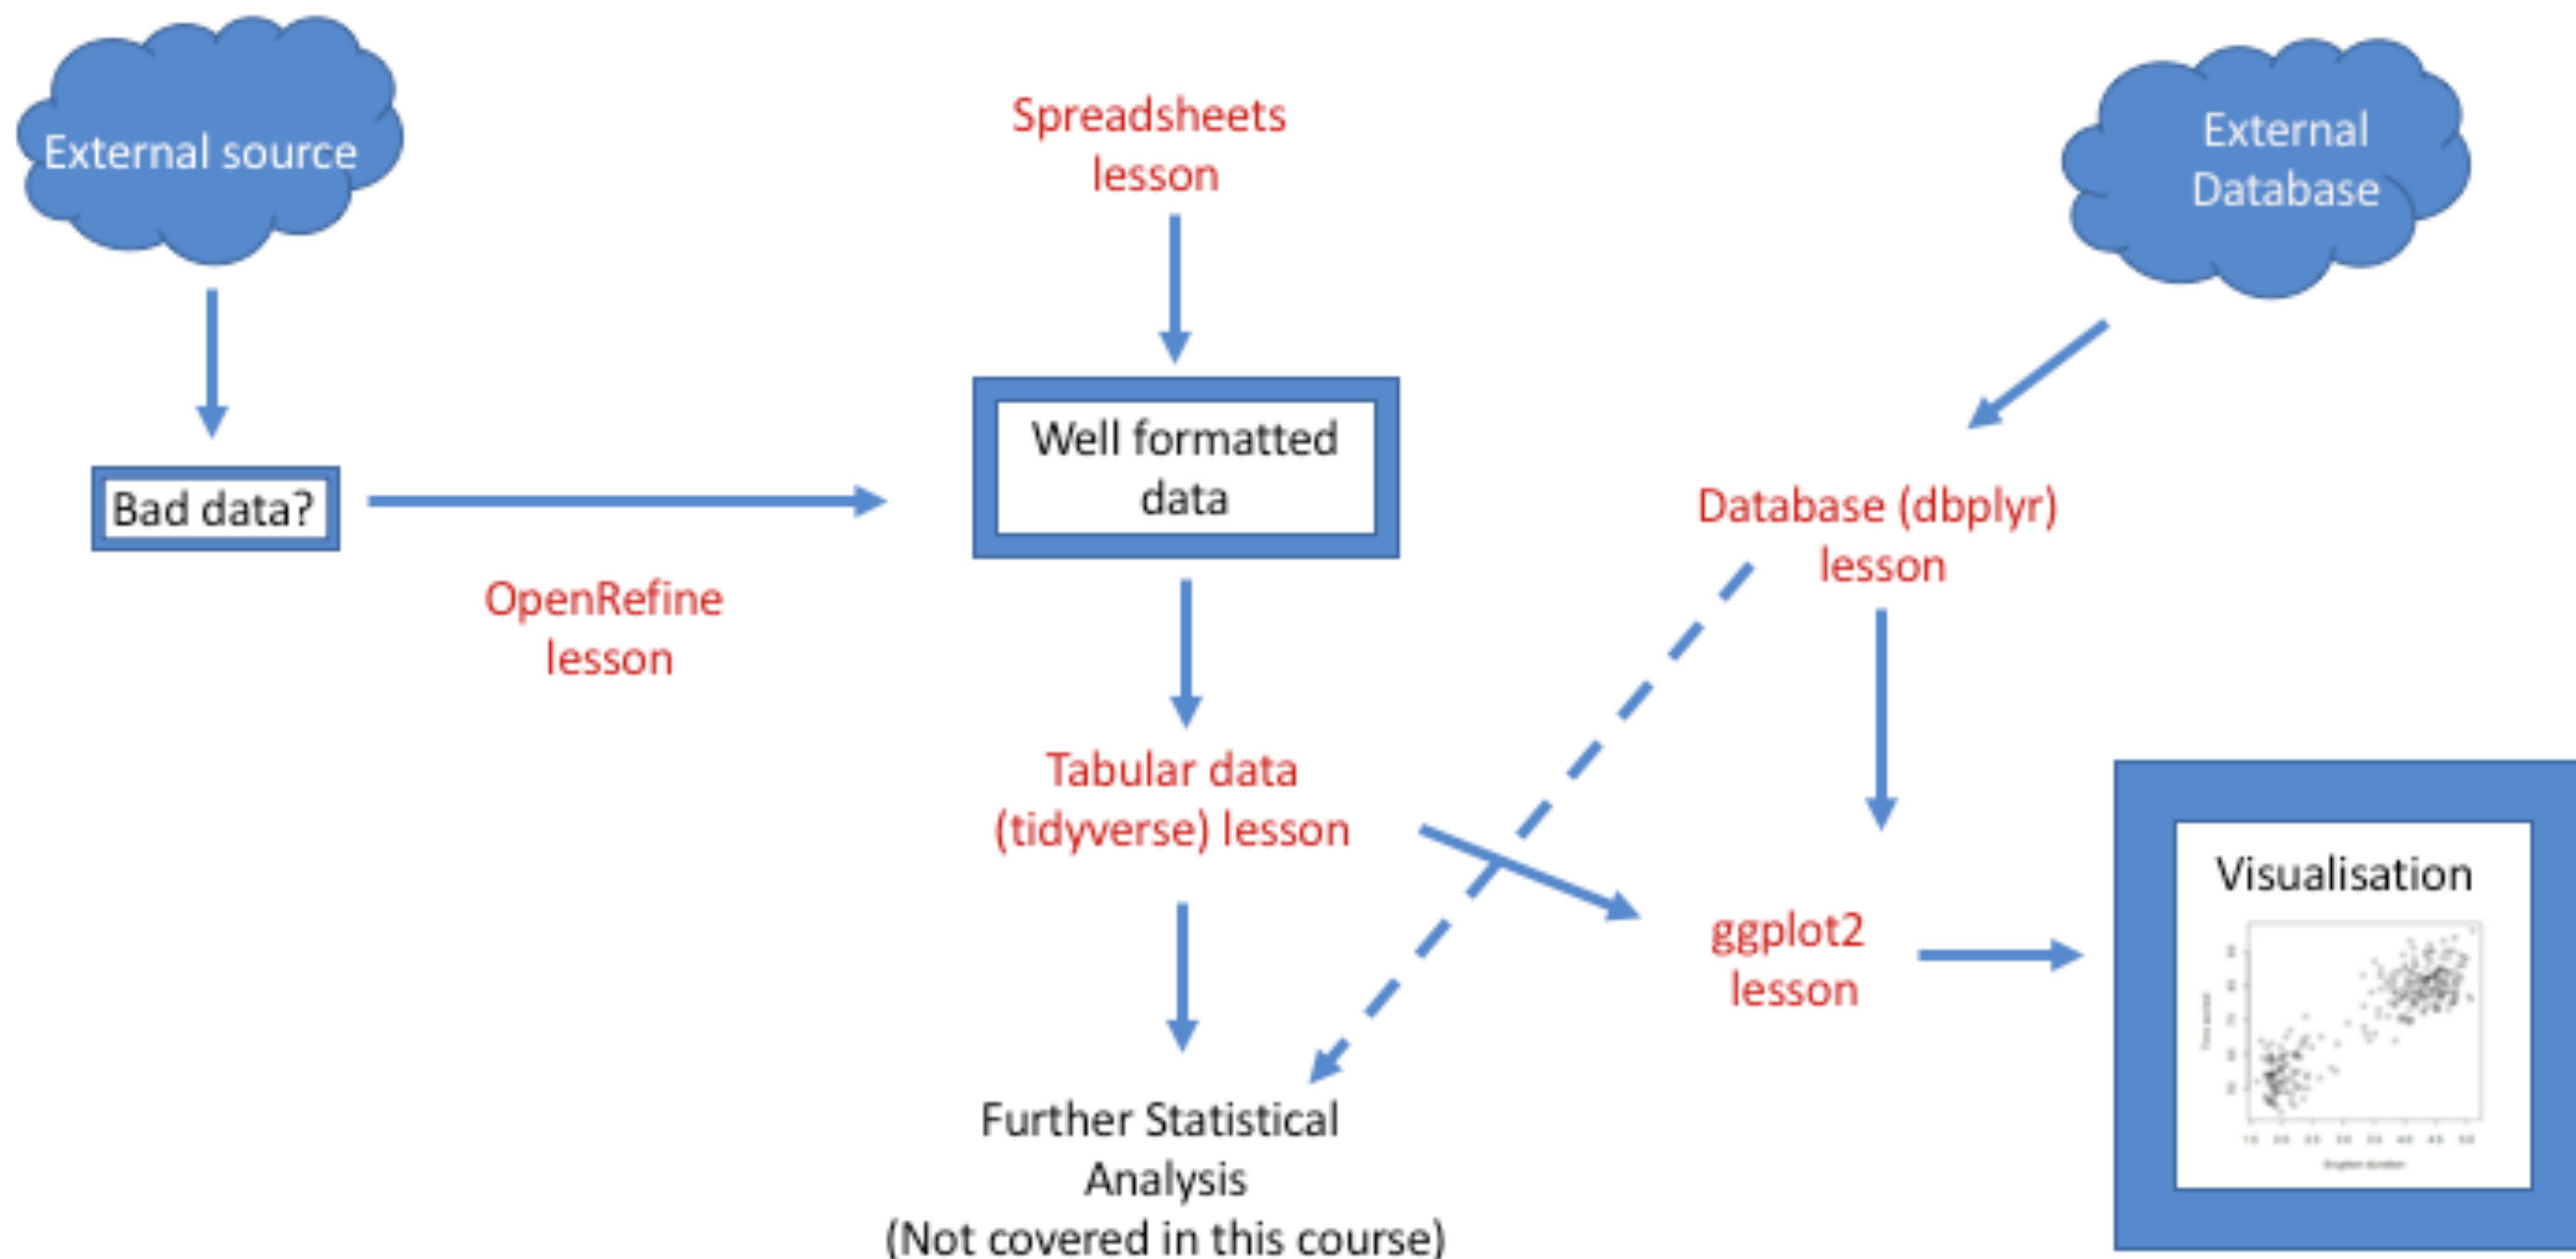 External source
Spreadsheets
lesson
External
Database
Bad data?
Well formatted
data
OpenRefine
lesson
Database (dbplyr)
lesson
Tabular data
(tidyverse) lesson
ggplot2
lesson
Visualisation
Further Statistical
Analysis
(Not covered in this course)